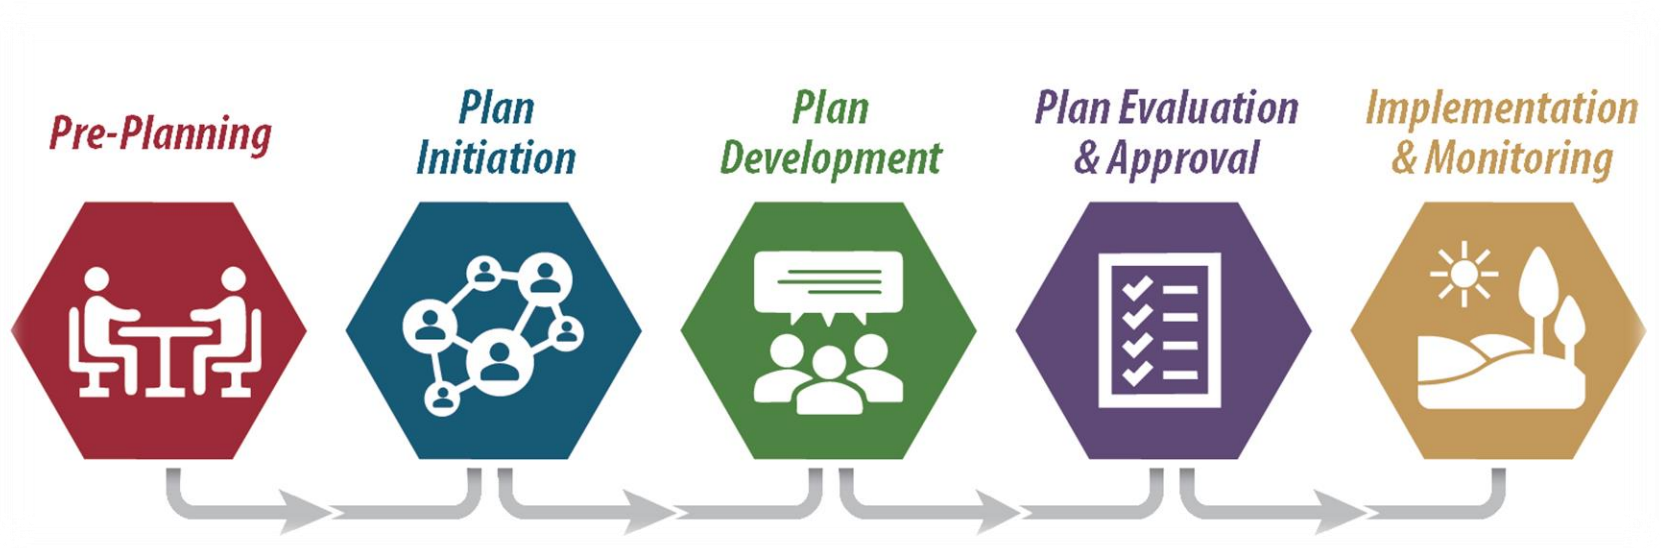 Pre-Planning
Plan
Initiation
Plan
Development
Plan Evaluation
& Approval
Implementation
& Monitoring